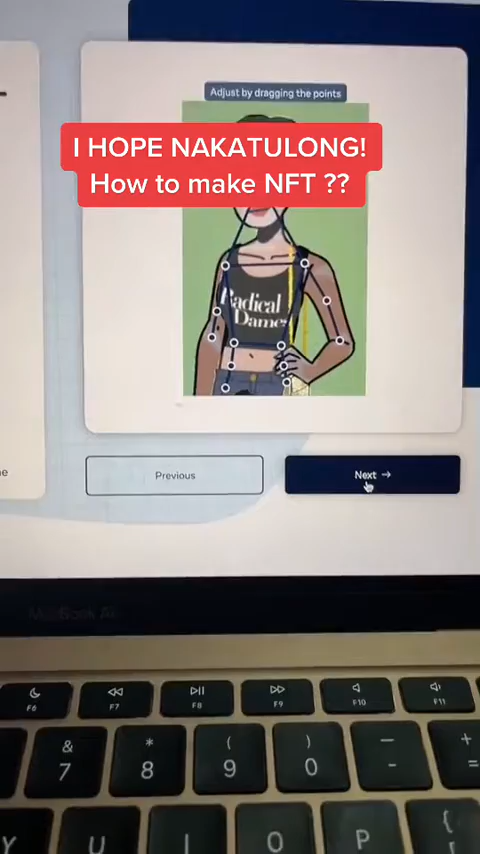 Adjust by dragging the points
I HOPE NAKATULONG!
How to make NFT ??
Radical
Dame
Previous
Next →
MacBook Air
F6
F7
F8
F9
F10
F11
&
*
(
)
—
+
7
8
9
0
-
=
Y
U
I
O
P
{
[